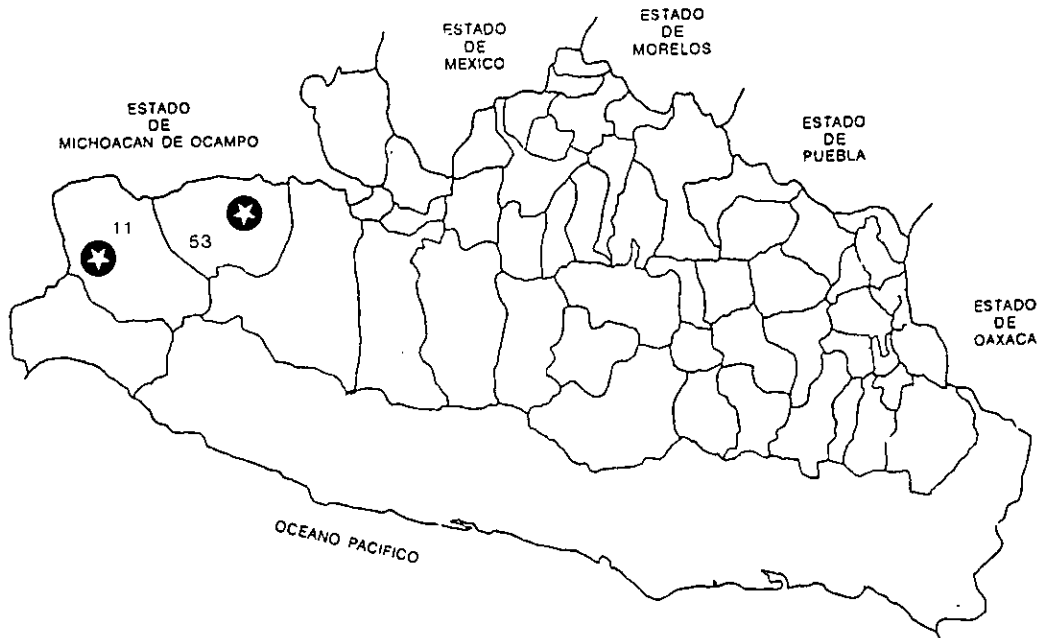 ESTADO
DE
MEXICO
ESTADO
DE
MORELOS
ESTADO
DE
MICHOACAN DE OCAMPO
ESTADO
DE
PUEBLA
11
53
ESTADO
DE
OAXACA
OCEANO PACIFICO